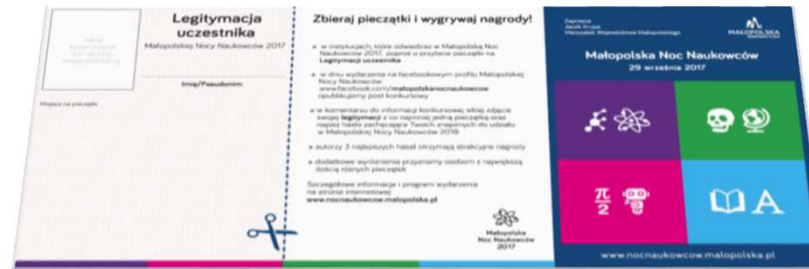 Legitymacja
uczestnika
Małopolskiej Nocy Naukowców 2017
Imię/Pseudonim
Miejsce na pieczątki
Zbieraj pieczątki i wygrywaj nagrody!
» w instytucjach, które odwiedzisz w Małopolską Noc
Naukowców 2017, poproś o przybicie pieczątki na
Legitymacji uczestnika
» w dniu wydarzenia na facebookowym profilu Małopolskiej
Nocy Naukowców
www.facebook.com/malopolskanocnaukowcow
opublikujemy post konkursowy
» w komentarzu do informacji konkursowej wklej zdjęcie
swojej legitymacji z co najmniej jedną pieczątką oraz
napisz hasło zachęcające Twoich znajomych do udziału
w Małopolskiej Nocy Naukowców 2018
» autorzy 3 najlepszych haseł otrzymają atrakcyjne nagrody
» dodatkowe wyróżnienia przyznamy osobom z największą
ilością różnych pieczątek
Szczegółowe informacje i program wydarzenia
na stronie internetowej
www.nocnaukowcow.malopolska.pl
Małopolska
Noc Naukowców
2017
Zaprasza
Jacek Krupa
Marszałek Województwa Małopolskiego
MAŁOPOLSKA
Małopolska Noc Naukowców
29 września 2017
π
2
A
www.nocnaukowcow.malopolska.pl